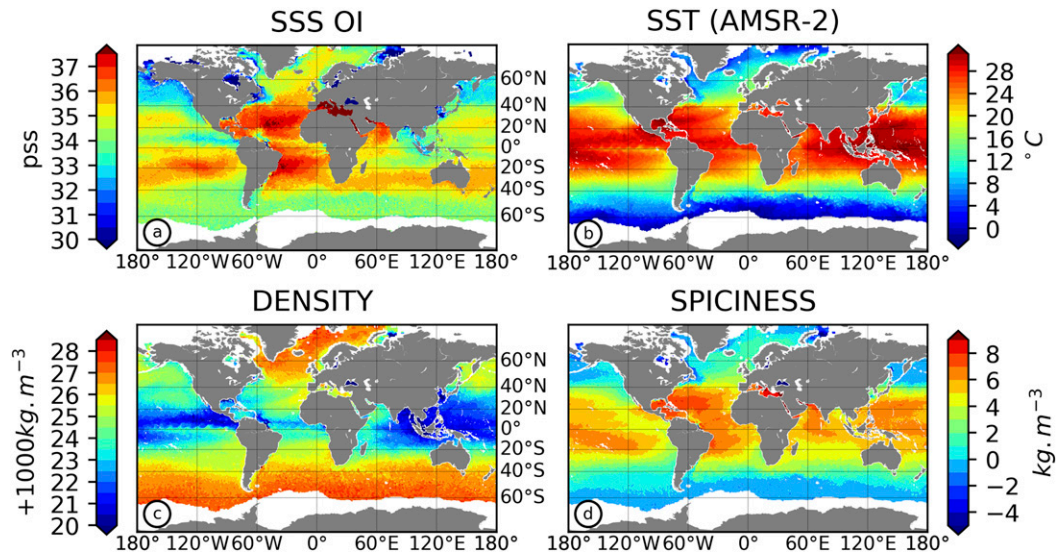 SSS OI
37
36
35
34
33
32
31
30
pss
60°N
40°N
20°N
0°
20°S
40°S
60°S
a
180° 120°W 60°W 0° 60°E 120°E 180°
SST (AMSR-2)
28
24
20
16
12
8
4
0
°C
b
180° 120°W 60°W 0° 60°E 120°E 180°
DENSITY
28
27
26
25
24
23
22
21
20
+1000kg.m⁻³
60°N
40°N
20°N
0°
20°S
40°S
60°S
c
180° 120°W 60°W 0° 60°E 120°E 180°
SPICINESS
8
6
4
2
0
−2
−4
kg.m⁻³
d
180° 120°W 60°W 0° 60°E 120°E 180°